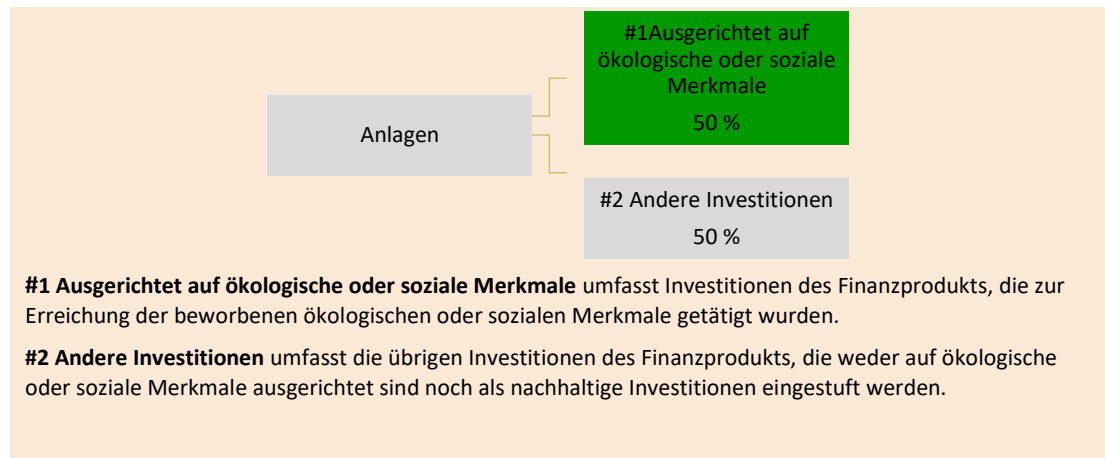 #1Ausgerichtet auf
ökologische oder soziale
Merkmale
50 %
Anlagen
#2 Andere Investitionen
50 %
#1 Ausgerichtet auf ökologische oder soziale Merkmale umfasst Investitionen des Finanzprodukts, die zur
Erreichung der beworbenen ökologischen oder sozialen Merkmale getätigt wurden.
#2 Andere Investitionen umfasst die übrigen Investitionen des Finanzprodukts, die weder auf ökologische
oder soziale Merkmale ausgerichtet sind noch als nachhaltige Investitionen eingestuft werden.